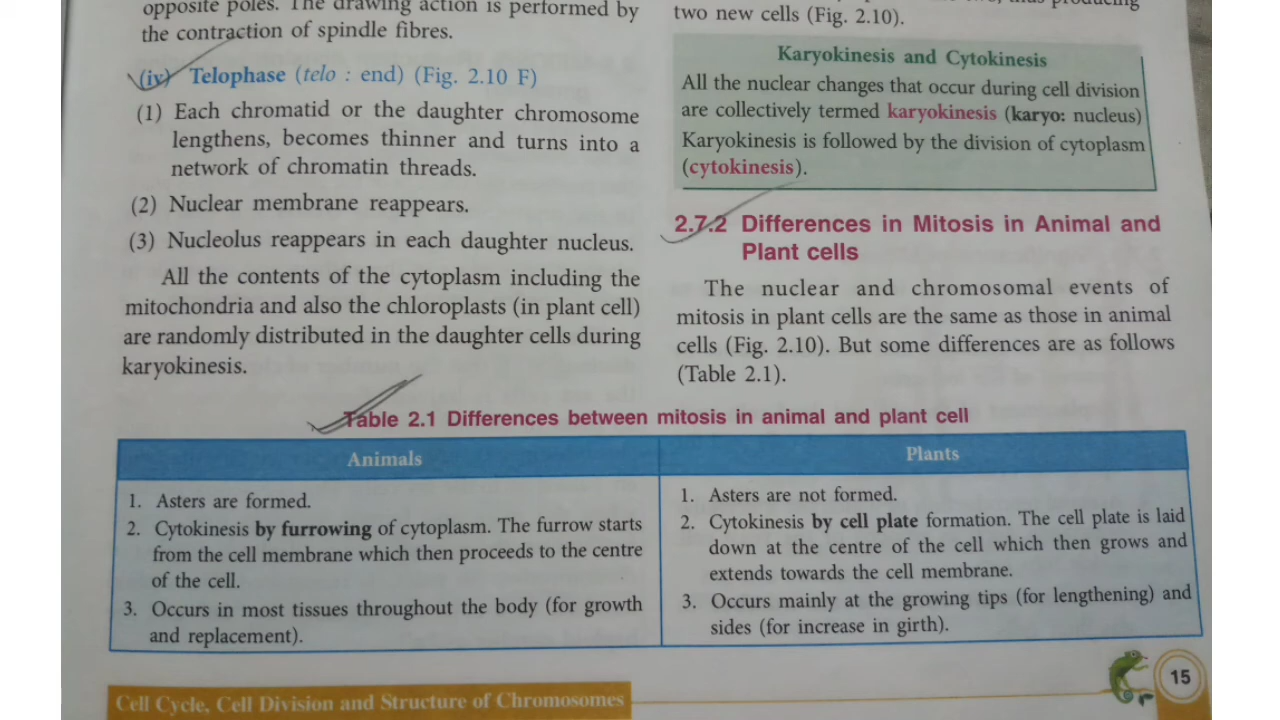 opposite poles. The drawing action is performed by
the contraction of spindle fibres.
(iv) Telophase (telo : end) (Fig. 2.10 F)
(1) Each chromatid or the daughter chromosome
lengthens, becomes thinner and turns into a
network of chromatin threads.
(2) Nuclear membrane reappears.
(3) Nucleolus reappears in each daughter nucleus.
All the contents of the cytoplasm including the
mitochondria and also the chloroplasts (in plant cell)
are randomly distributed in the daughter cells during
karyokinesis.
two new cells (Fig. 2.10).
Karyokinesis and Cytokinesis
All the nuclear changes that occur during cell division
are collectively termed karyokinesis (karyo: nucleus)
Karyokinesis is followed by the division of cytoplasm
(cytokinesis).
2.7.2 Differences in Mitosis in Animal and
Plant cells
The nuclear and chromosomal events of
mitosis in plant cells are the same as those in animal
cells (Fig. 2.10). But some differences are as follows
(Table 2.1).
Table 2.1 Differences between mitosis in animal and plant cell
Animals
1. Asters are formed.
2. Cytokinesis by furrowing of cytoplasm. The furrow starts
from the cell membrane which then proceeds to the centre
of the cell.
3. Occurs in most tissues throughout the body (for growth
and replacement).
Plants
1. Asters are not formed.
2. Cytokinesis by cell plate formation. The cell plate is laid
down at the centre of the cell which then grows and
extends towards the cell membrane.
3. Occurs mainly at the growing tips (for lengthening) and
sides (for increase in girth).
Cell Cycle, Cell Division and Structure of Chromosomes
15